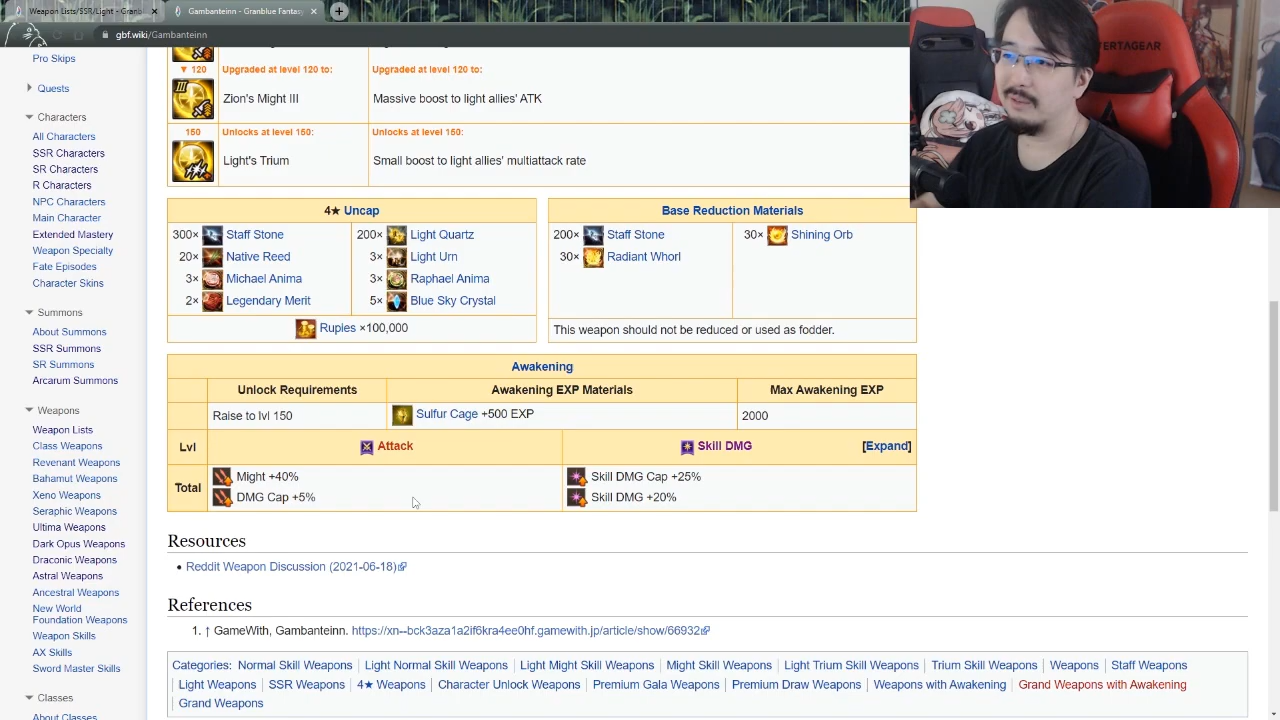 Weapon Lists/SSR/Light - Granbl
Gambanteinn - Granblue Fantasy
gbf.wiki/Gambanteinn
Pro Skips
Quests
Characters
All Characters
SSR Characters
SR Characters
R Characters
NPC Characters
Main Character
Extended Mastery
Weapon Specialty
Fate Episodes
Character Skins
Summons
About Summons
SSR Summons
SR Summons
Arcarum Summons
Weapons
Weapon Lists
Class Weapons
Revenant Weapons
Bahamut Weapons
Xeno Weapons
Seraphic Weapons
Ultima Weapons
Dark Opus Weapons
Draconic Weapons
Astral Weapons
Ancestral Weapons
New World
Foundation Weapons
Weapon Skills
AX Skills
Sword Master Skills
Classes
About Classes
▼ 120 Upgraded at level 120 to: Upgraded at level 120 to:
III Zion's Might III Massive boost to light allies' ATK
150 Unlocks at level 150: Unlocks at level 150:
Light's Trium Small boost to light allies' multiattack rate
4★ Uncap
300× Staff Stone 200× Light Quartz
20× Native Reed 3× Light Urn
3× Michael Anima 3× Raphael Anima
2× Legendary Merit 5× Blue Sky Crystal
Rupies ×100,000
Base Reduction Materials
200× Staff Stone 30× Shining Orb
30× Radiant Whorl
This weapon should not be reduced or used as fodder.
Awakening
Unlock Requirements Awakening EXP Materials Max Awakening EXP
Raise to lvl 150 Sulfur Cage +500 EXP 2000
Lvl Attack Skill DMG [Expand]
Total Might +40% Skill DMG Cap +25%
DMG Cap +5% Skill DMG +20%
Resources
• Reddit Weapon Discussion (2021-06-18)
References
1. ↑ GameWith, Gambanteinn. https://xn--bck3aza1a2if6kra4ee0hf.gamewith.jp/article/show/66932
Categories: Normal Skill Weapons Light Normal Skill Weapons Light Might Skill Weapons Might Skill Weapons Light Trium Skill Weapons Trium Skill Weapons Weapons Staff Weapons
Light Weapons SSR Weapons 4★ Weapons Character Unlock Weapons Premium Gala Weapons Premium Draw Weapons Weapons with Awakening Grand Weapons with Awakening
Grand Weapons